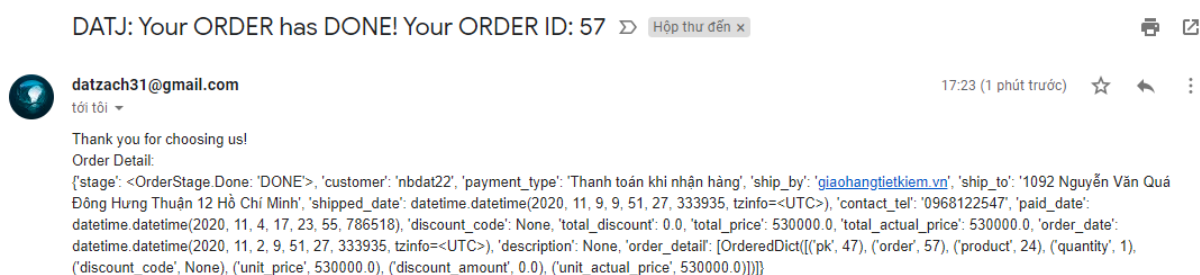 DATJ: Your ORDER has DONE! Your ORDER ID: 57 Hộp thư đến x
datzach31@gmail.com 17:23 (1 phút trước)
tới tôi
Thank you for choosing us!
Order Detail:
{'stage': <OrderStage.Done: 'DONE'>, 'customer': 'nbdat22', 'payment_type': 'Thanh toán khi nhận hàng', 'ship_by': 'giaohangtietkiem.vn', 'ship_to': '1092 Nguyễn Văn Quá
Đông Hưng Thuận 12 Hồ Chí Minh', 'shipped_date': datetime.datetime(2020, 11, 9, 9, 51, 27, 333935, tzinfo=<UTC>), 'contact_tel': '0968122547', 'paid_date':
datetime.datetime(2020, 11, 4, 17, 23, 55, 786518), 'discount_code': None, 'total_discount': 0.0, 'total_price': 530000.0, 'total_actual_price': 530000.0, 'order_date':
datetime.datetime(2020, 11, 2, 9, 51, 27, 333935, tzinfo=<UTC>), 'description': None, 'order_detail': [OrderedDict([('pk', 47), ('order', 57), ('product', 24), ('quantity', 1),
('discount_code', None), ('unit_price', 530000.0), ('discount_amount', 0.0), ('unit_actual_price', 530000.0)])]}